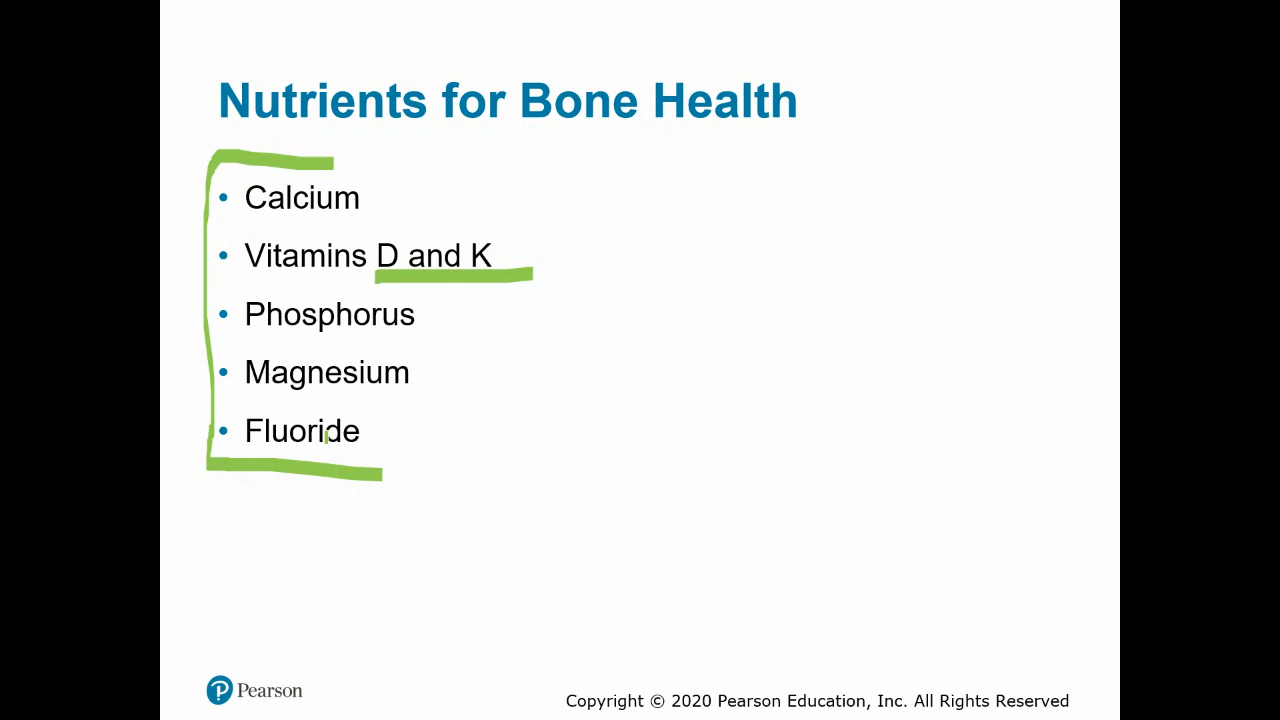 Nutrients for Bone Health
• Calcium
• Vitamins D and K
• Phosphorus
• Magnesium
• Fluoride
Pearson
Copyright © 2020 Pearson Education, Inc. All Rights Reserved